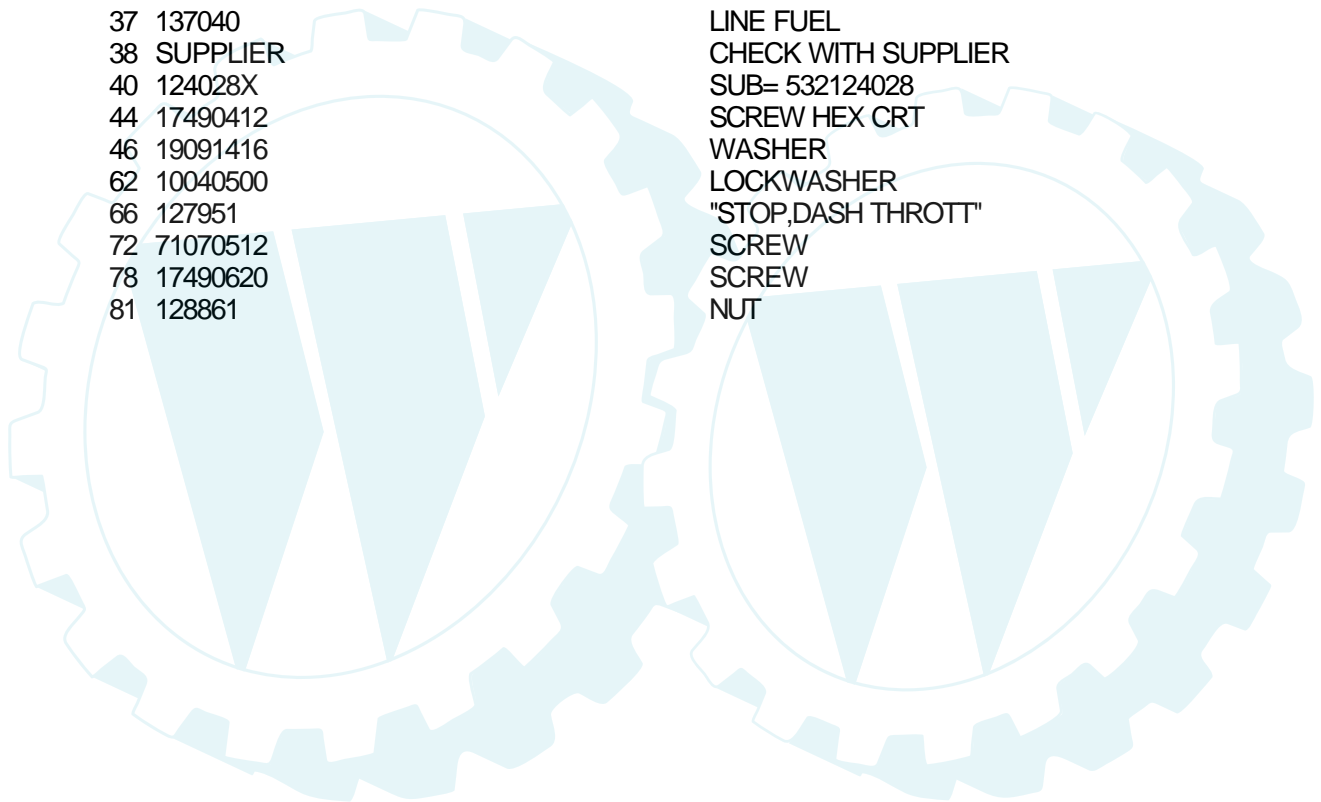 37 137040 LINE FUEL
38 SUPPLIER CHECK WITH SUPPLIER
40 124028X SUB= 532124028
44 17490412 SCREW HEX CRT
46 19091416 WASHER
62 10040500 LOCKWASHER
66 127951 "STOP,DASH THROTT"
72 71070512 SCREW
78 17490620 SCREW
81 128861 NUT